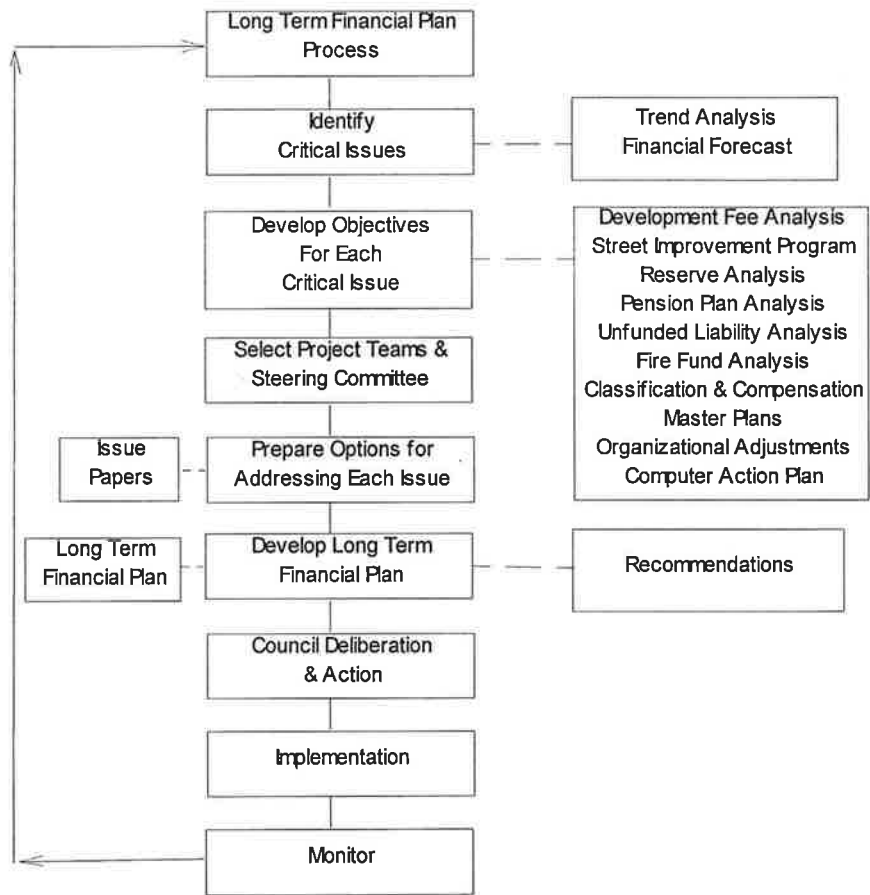 Long Term Financial Plan
Process
Identify
Critical Issues
Trend Analysis
Financial Forecast
Develop Objectives
For Each
Critical Issue
Development Fee Analysis
Street Improvement Program
Reserve Analysis
Pension Plan Analysis
Unfunded Liability Analysis
Fire Fund Analysis
Classification & Compensation
Master Plans
Organizational Adjustments
Computer Action Plan
Select Project Teams &
Steering Committee
Issue
Papers
Prepare Options for
Addressing Each Issue
Long Term
Financial Plan
Develop Long Term
Financial Plan
Recommendations
Council Deliberation
& Action
Implementation
Monitor